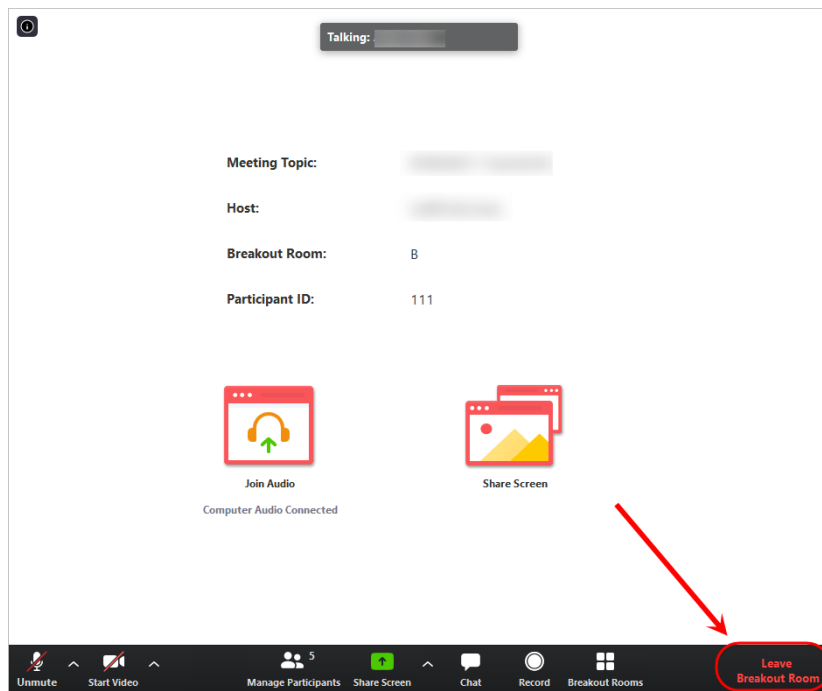 Talking:
Meeting Topic:
Host:
Breakout Room: B
Participant ID: 111
Join Audio
Share Screen
Computer Audio Connected
5
Unmute
Start Video
Manage Participants
Share Screen
Chat
Record
Breakout Rooms
Leave
Breakout Room